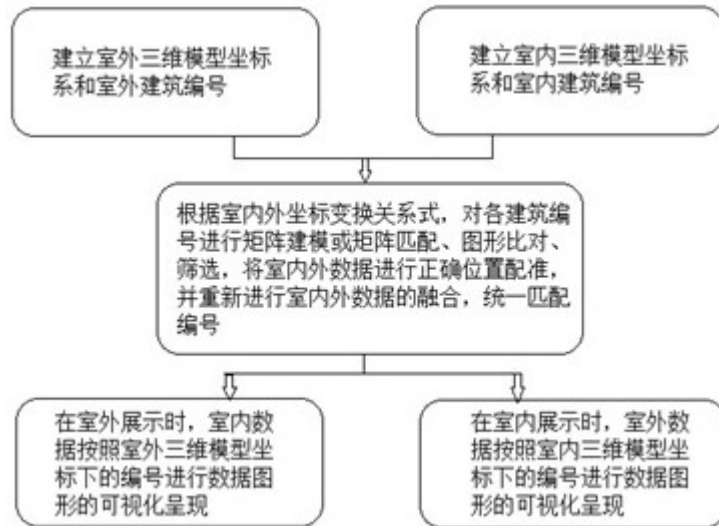 建立室外三维模型坐标
系和室外建筑编号
建立室内三维模型坐标
系和室内建筑编号
根据室内外坐标变换关系式，对各建筑编
号进行矩阵建模或矩阵匹配、图形比对、
筛选，将室内外数据进行正确位置配准，
并重新进行室内外数据的融合，统一匹配
编号
在室外展示时，室内数
据按照室外三维模型坐
标下的编号进行数据图
形的可视化呈现
在室内展示时，室外数
据按照室内三维模型坐
标下的编号进行数据图
形的可视化呈现